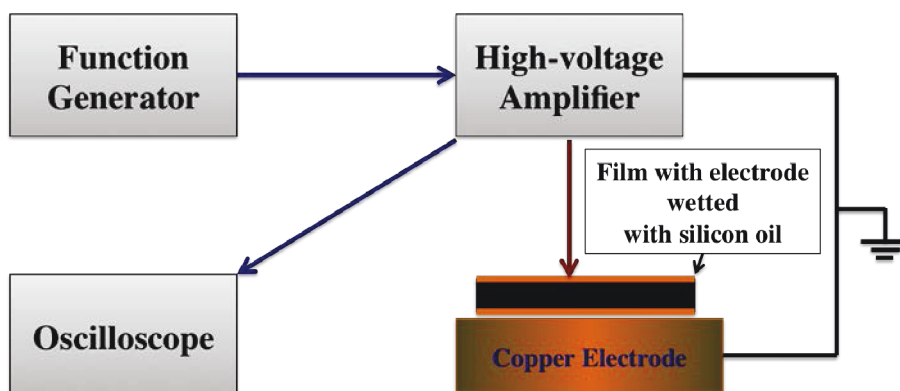 Function
Generator
High-voltage
Amplifier
Film with electrode
wetted
with silicon oil
Oscilloscope
Copper Electrode